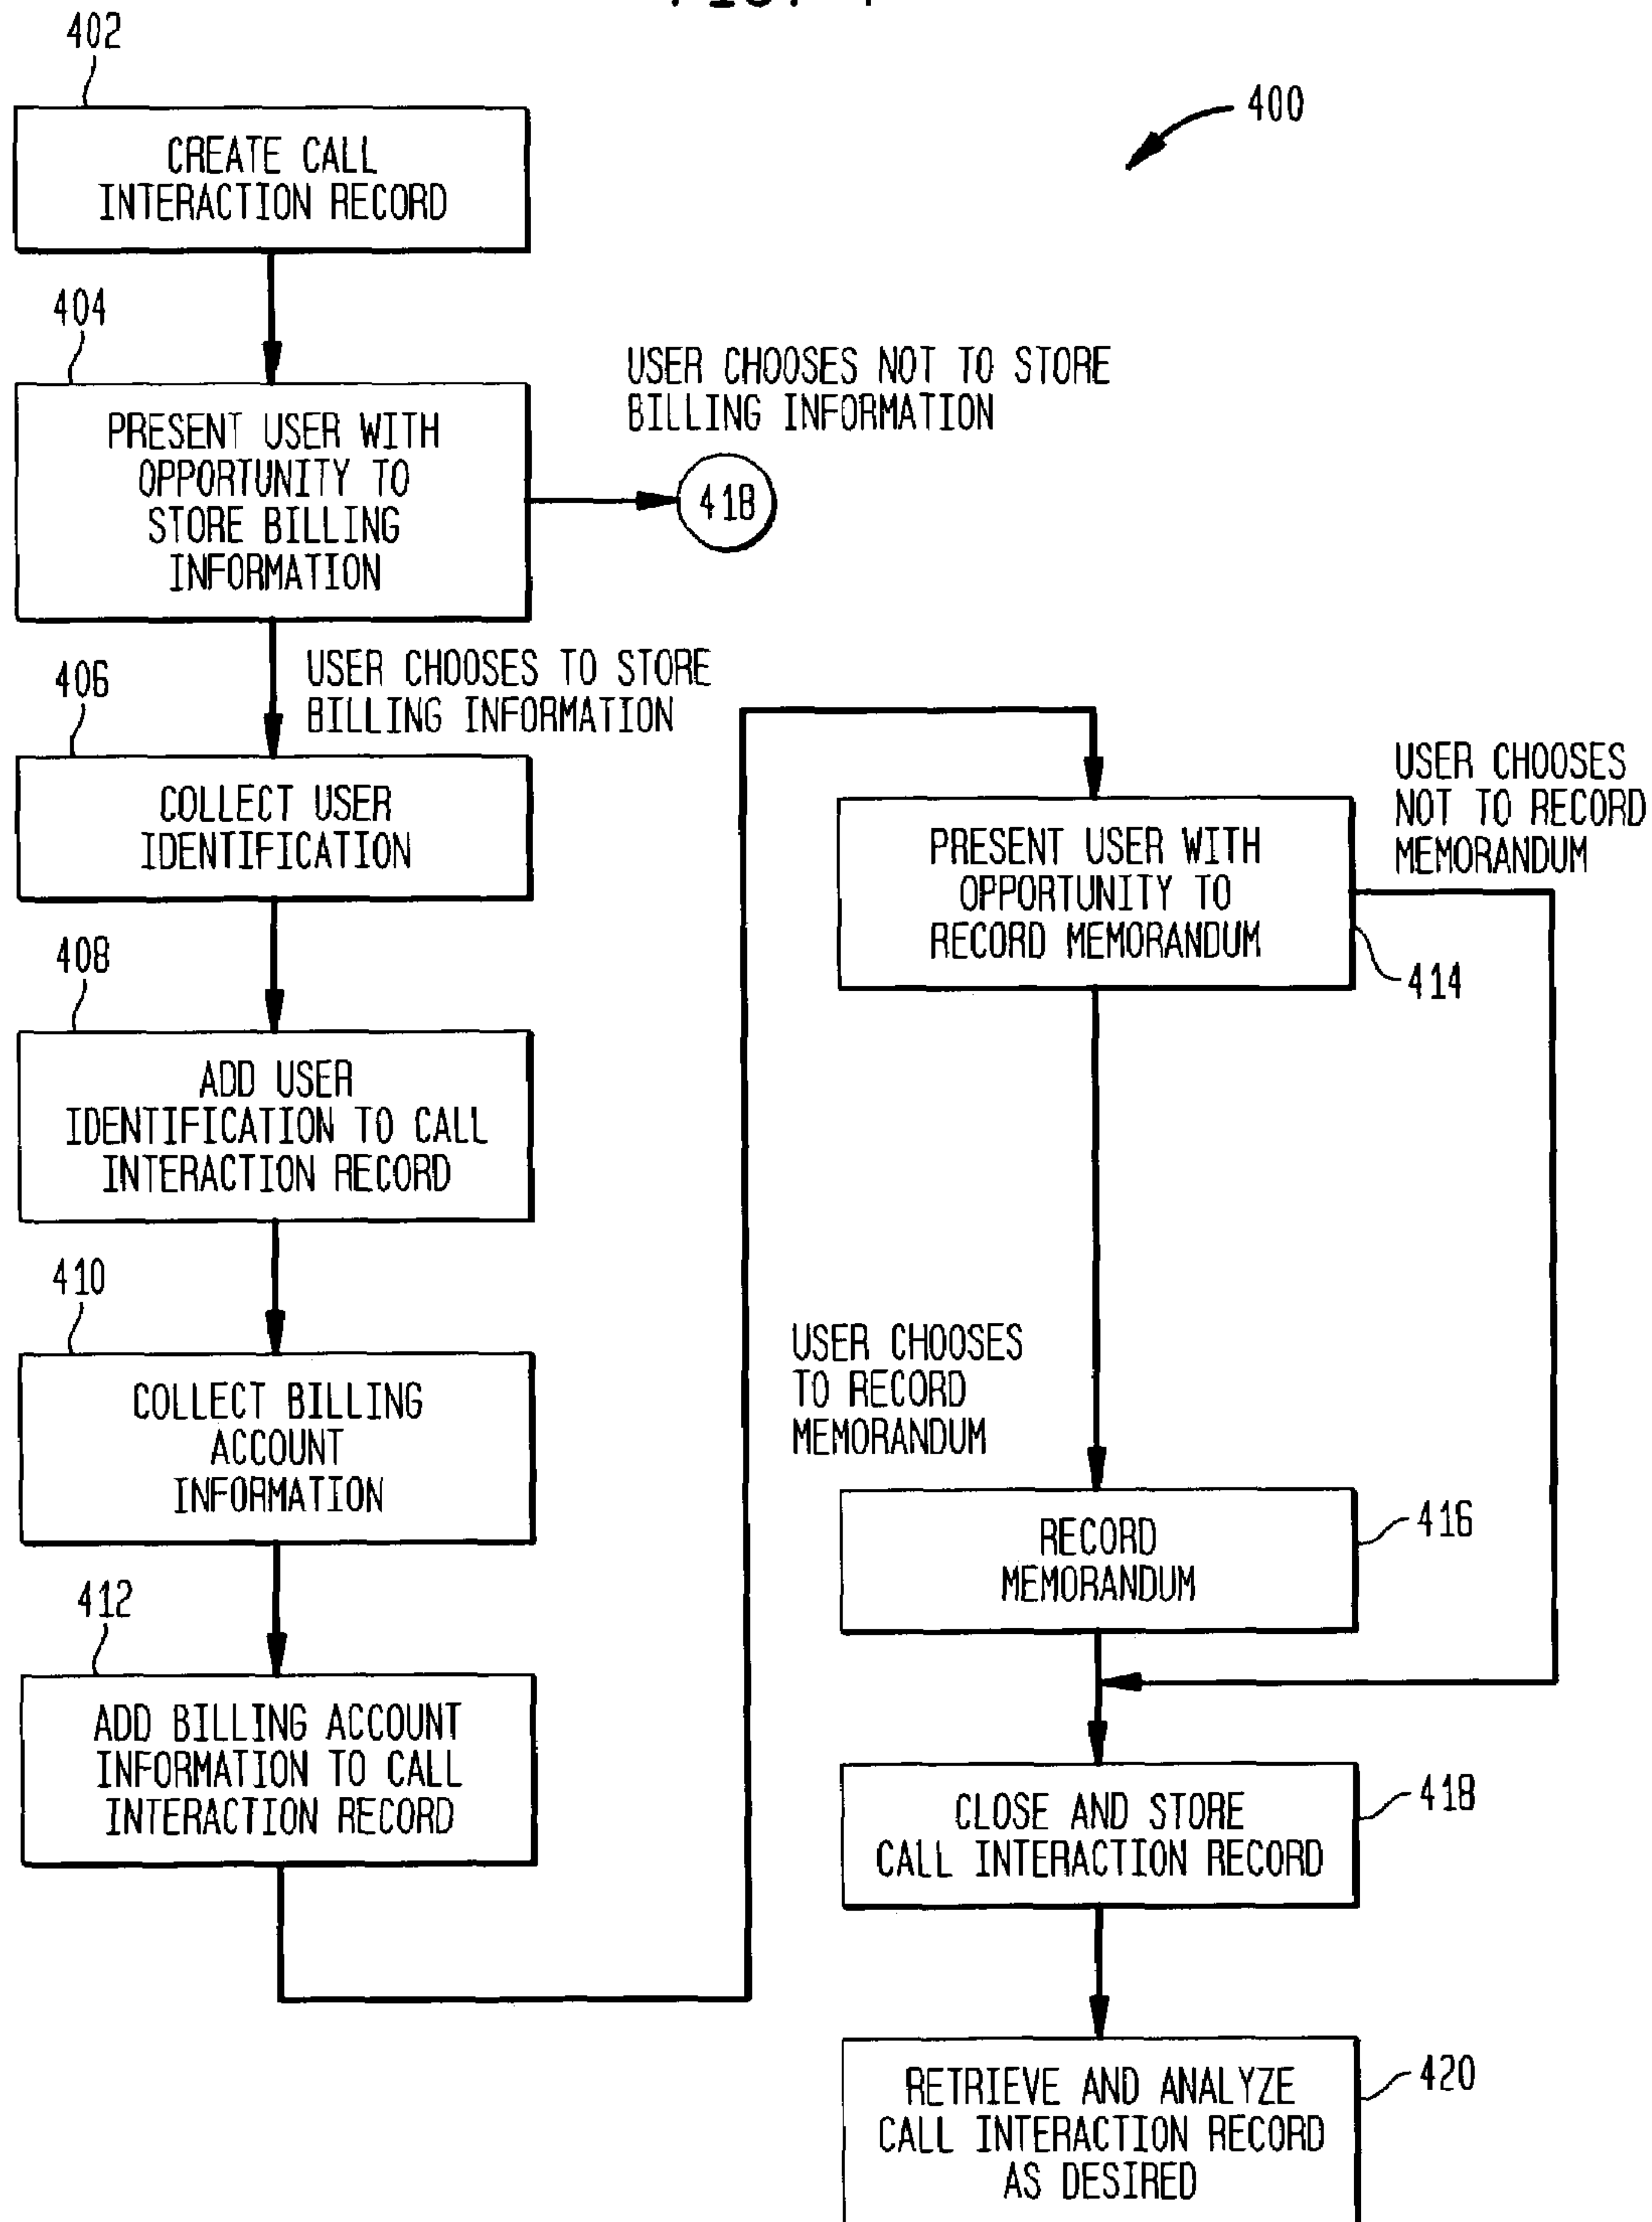 402
400
CREATE CALL
INTERACTION RECORD
404
USER CHOOSES NOT TO STORE
BILLING INFORMATION
PRESENT USER WITH
OPPORTUNITY TO
STORE BILLING
INFORMATION
418
USER CHOOSES TO STORE
BILLING INFORMATION
406
COLLECT USER
IDENTIFICATION
408
ADD USER
IDENTIFICATION TO CALL
INTERACTION RECORD
410
COLLECT BILLING
ACCOUNT
INFORMATION
412
ADD BILLING ACCOUNT
INFORMATION TO CALL
INTERACTION RECORD
PRESENT USER WITH
OPPORTUNITY TO
RECORD MEMORANDUM
414
USER CHOOSES
NOT TO RECORD
MEMORANDUM
USER CHOOSES
TO RECORD
MEMORANDUM
RECORD
MEMORANDUM
416
CLOSE AND STORE
CALL INTERACTION RECORD
418
RETRIEVE AND ANALYZE
CALL INTERACTION RECORD
AS DESIRED
420